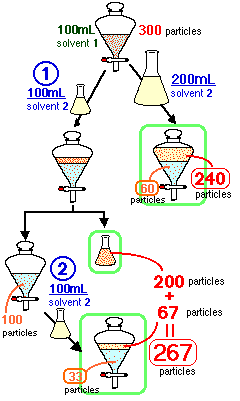 100mL
solvent 1
300 particles
1
100mL
solvent 2
200mL
solvent 2
60
particles
240
particles
2
100mL
solvent 2
100
particles
200 particles
+
67 particles
=
267
particles
33
particles